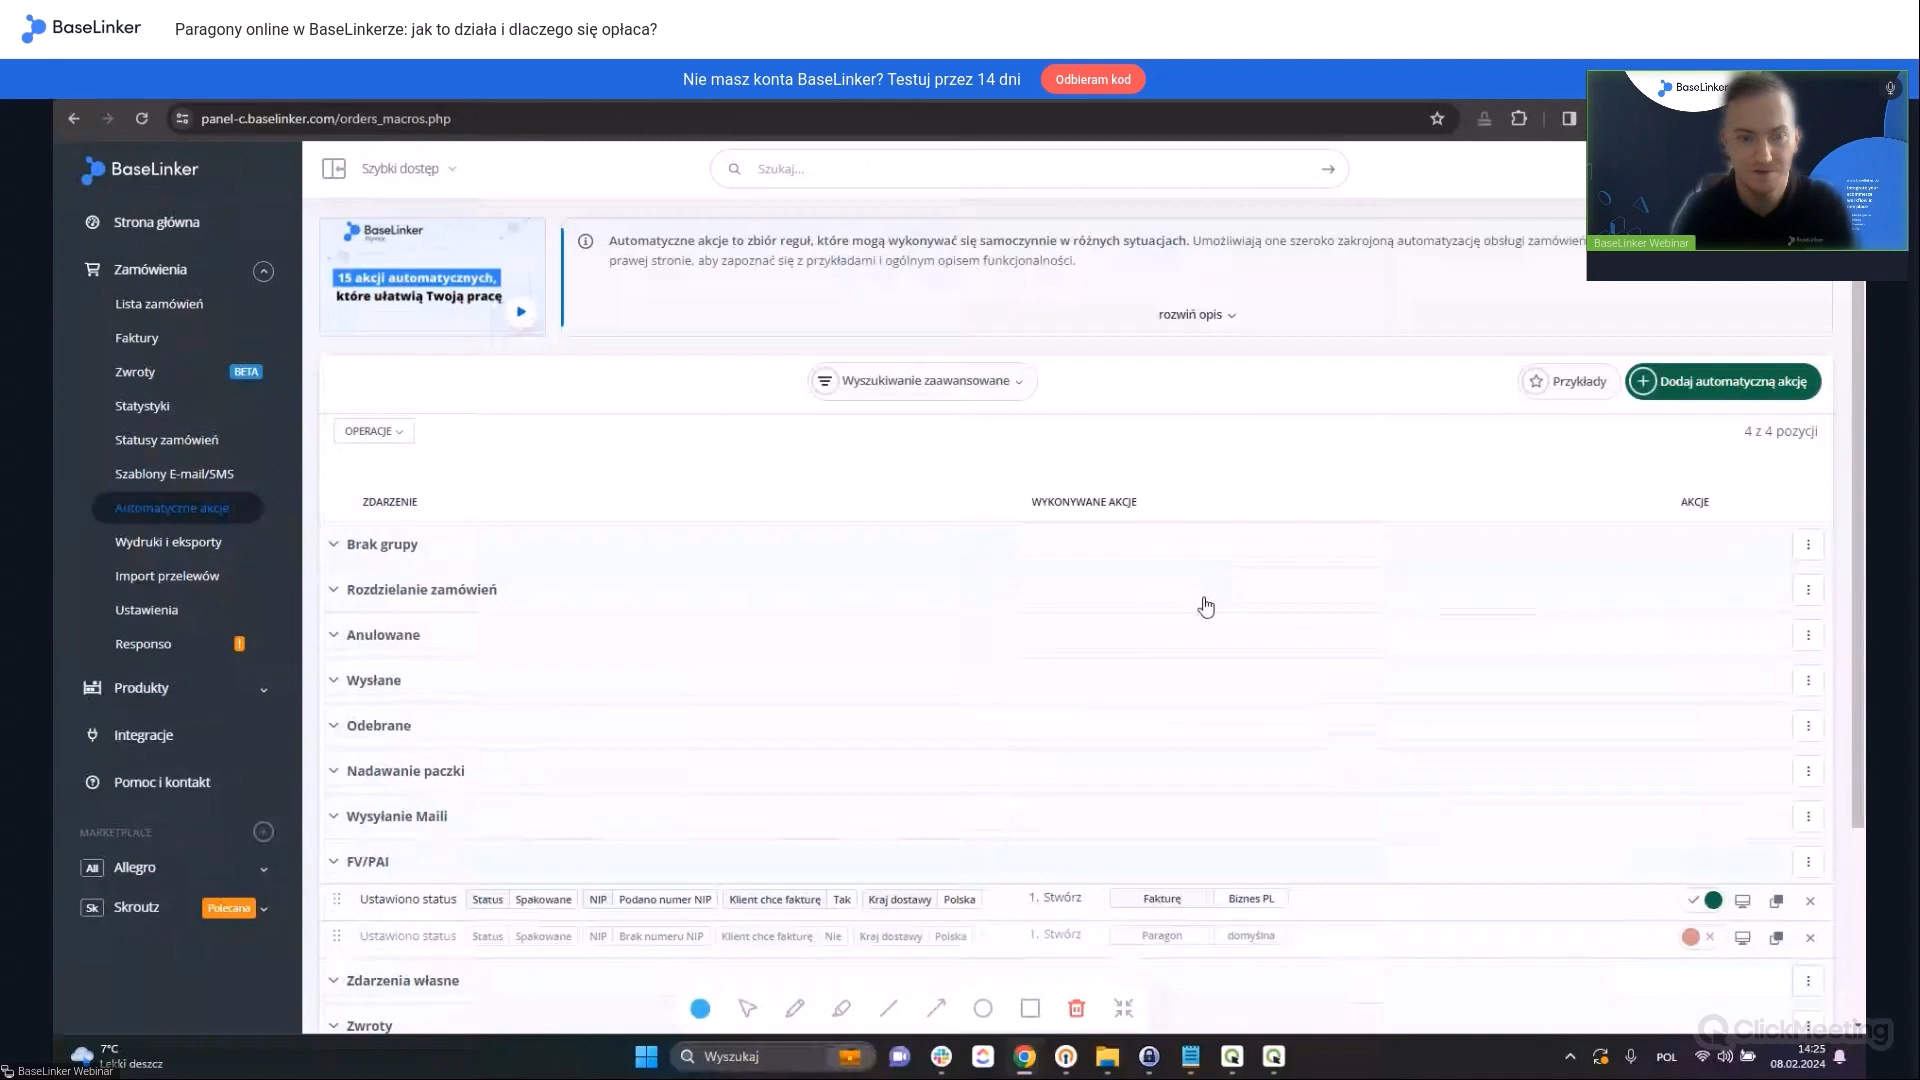 BaseLinker
Paragony online w BaseLinkerze: jak to działa i dlaczego się opłaca?
Nie masz konta BaseLinker? Testuj przez 14 dni
Odbieram kod
panel-c.baselinker.com/orders_macros.php
BaseLinker
BaseLinker Webinar
BaseLinker
Szybki dostęp
Szukaj...
Strona główna
Zamówienia
Lista zamówień
Faktury
Zwroty BETA
Statystyki
Statusy zamówień
Szablony E-mail/SMS
Automatyczne akcje
Wydruki i eksporty
Import przelewów
Ustawienia
Responso !
Produkty
Integracje
Pomoc i kontakt
MARKETPLACE
All Allegro
Sk Skroutz Polecana
BaseLinker
15 akcji automatycznych,
które ułatwią Twoją pracę
Automatyczne akcje to zbiór reguł, które mogą wykonywać się samoczynnie w różnych sytuacjach. Umożliwiają one szeroko zakrojoną automatyzację obsługi zamówień
prawej stronie, aby zapoznać się z przykładami i ogólnym opisem funkcjonalności.
rozwiń opis
Wyszukiwanie zaawansowane
Przykłady
Dodaj automatyczną akcję
OPERACJE
4 z 4 pozycji
ZDARZENIE WYKONYWANE AKCJE AKCJE
Brak grupy
Rozdzielanie zamówień
Anulowane
Wysłane
Odebrane
Nadawanie paczki
Wysyłanie Maili
FV/PAI
Ustawiono status Status Spakowane NIP Podano numer NIP Klient chce fakturę Tak Kraj dostawy Polska 1. Stwórz Fakturę Biznes PL
Ustawiono status Status Spakowane NIP Brak numeru NIP Klient chce fakturę Nie Kraj dostawy Polska 1. Stwórz Paragon domyślna
Zdarzenia własne
Zwroty
ClickMeeting
7°C
Lekki deszcz
BaseLinker Webinar
Wyszukaj
POL
14:25
08.02.2024